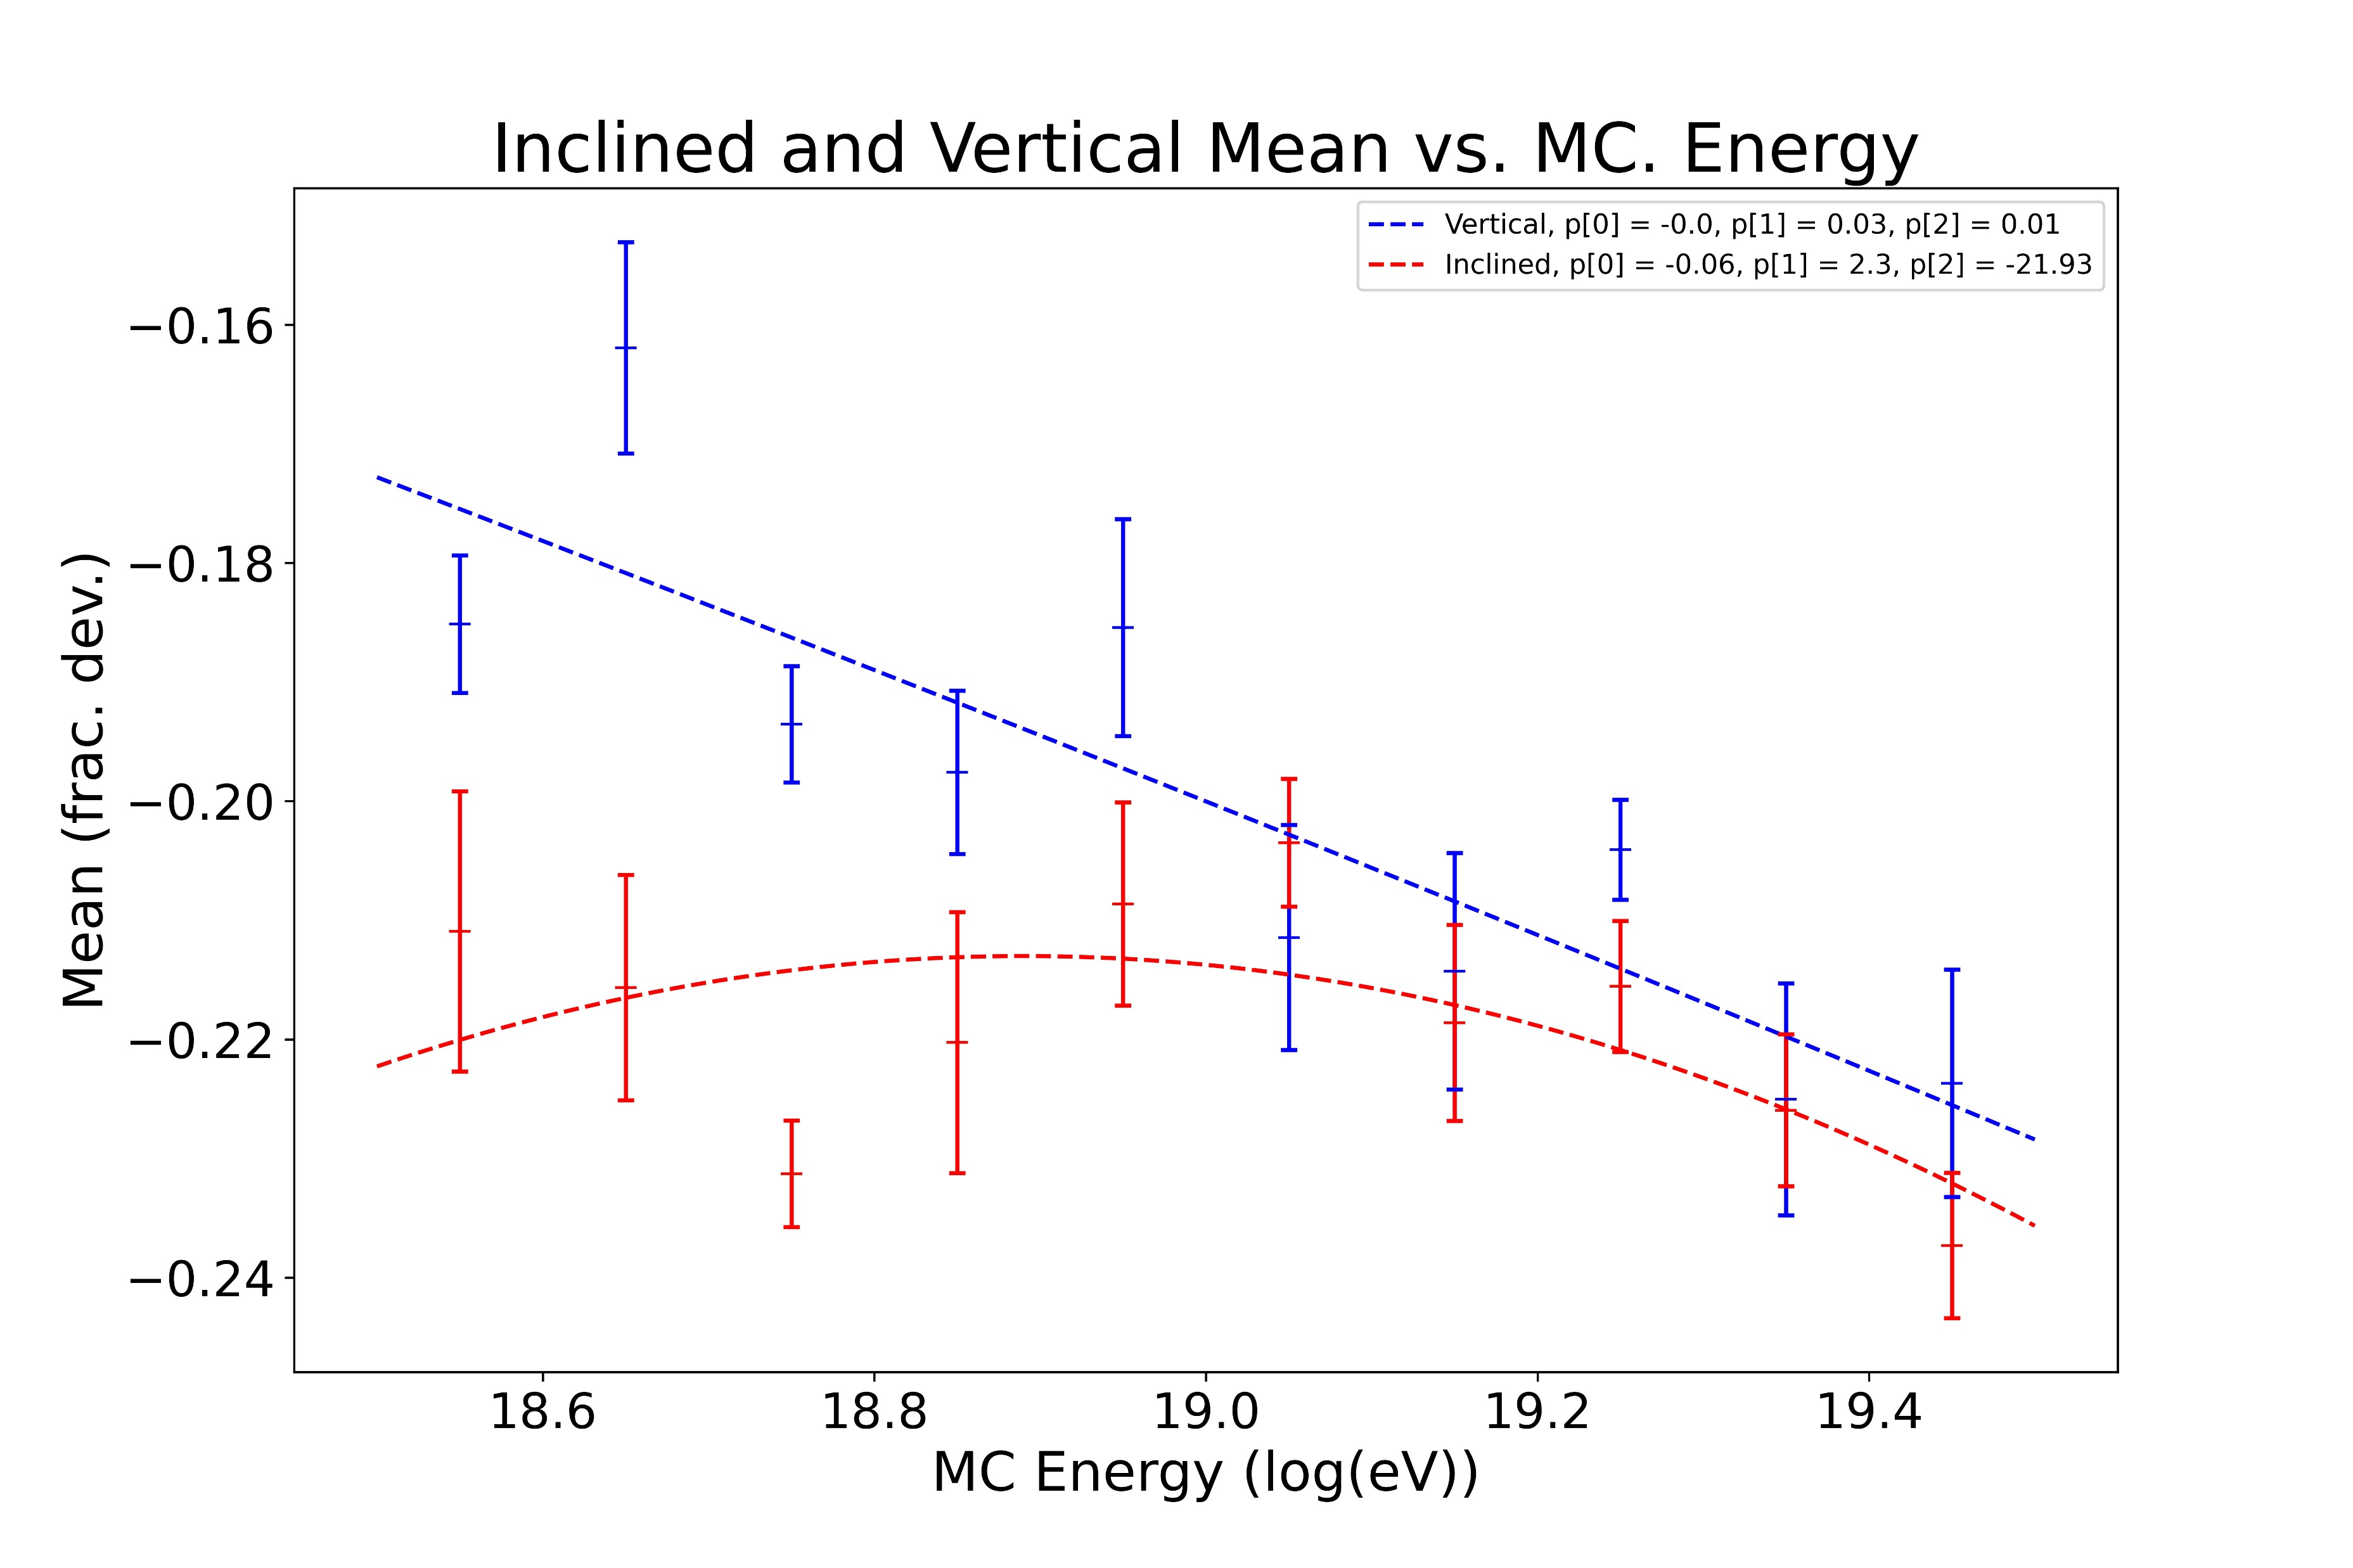 Inclined and Vertical Mean vs. MC. Energy
Vertical, p[0] = -0.0, p[1] = 0.03, p[2] = 0.01
Inclined, p[0] = -0.06, p[1] = 2.3, p[2] = -21.93
−0.16
−0.18
−0.20
−0.22
−0.24
Mean (frac. dev.)
18.6 18.8 19.0 19.2 19.4
MC Energy (log(eV))